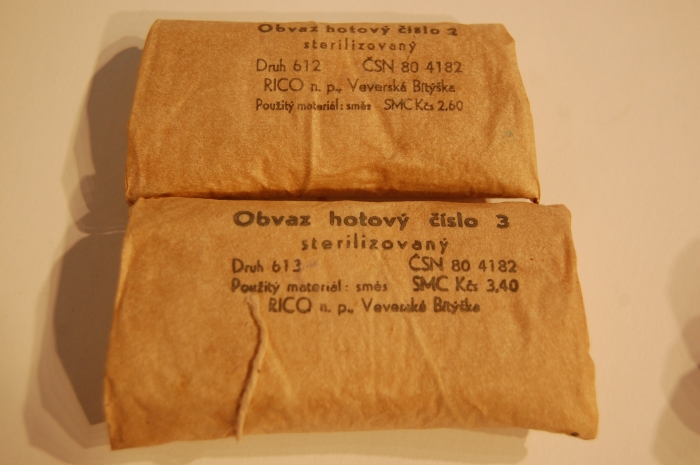 Obvaz hotový číslo 2
sterilizovaný
Druh 612 ČSN 80 4182
RICO n. p., Veverská Bítýška
Použitý materiál: směs SMC Kčs 2,60
Obvaz hotový číslo 3
sterilizovaný
Druh 613 ČSN 80 4182
Použitý materiál: směs SMC Kčs 3,40
RICO n. p., Veverská Bítýška